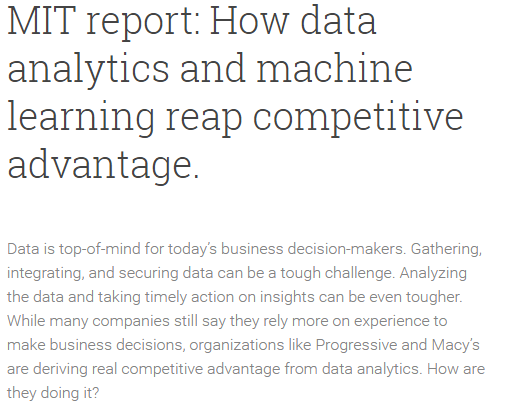 MIT report: How data
analytics and machine
learning reap competitive
advantage.
Data is top-of-mind for today's business decision-makers. Gathering,
integrating, and securing data can be a tough challenge. Analyzing
the data and taking timely action on insights can be even tougher.
While many companies still say they rely more on experience to
make business decisions, organizations like Progressive and Macy's
are deriving real competitive advantage from data analytics. How are
they doing it?